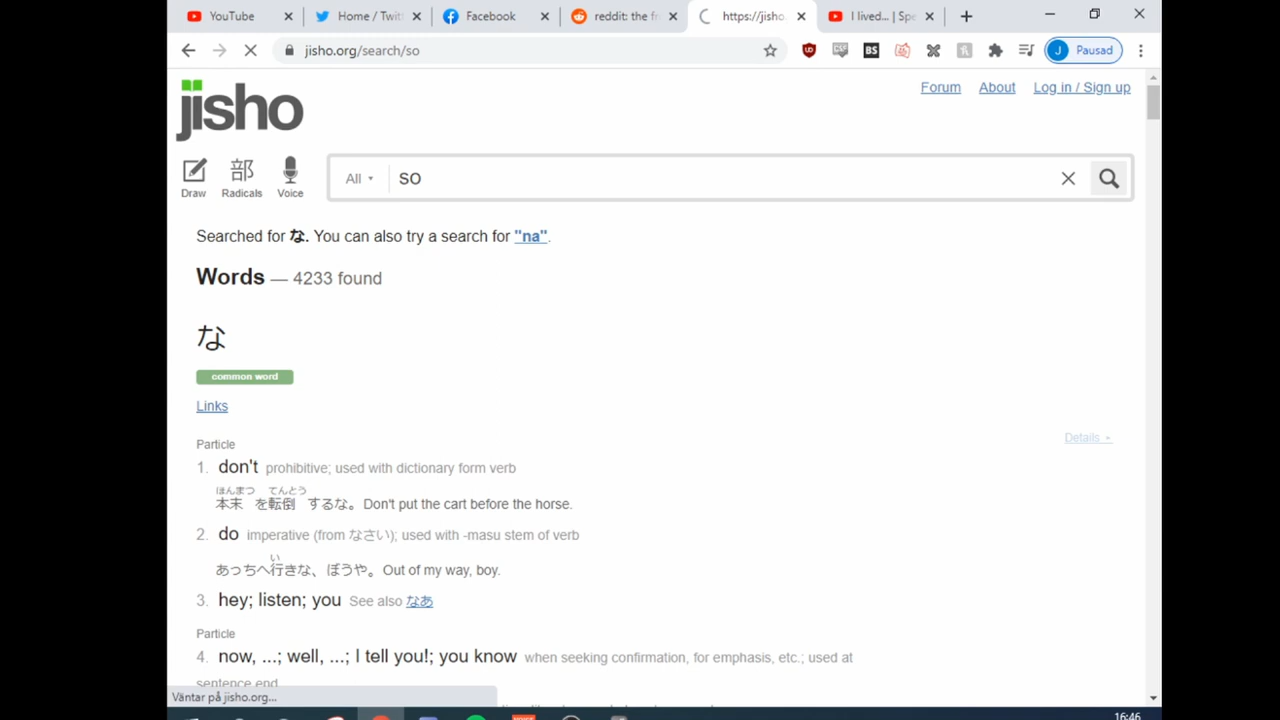 YouTube
Home / Twit
Facebook
reddit: the fr
https://jisho.
I lived... | Spe
jisho.org/search/so
BS
J Pausad
jisho
Forum About Log in / Sign up
Draw
部
Radicals
Voice
All
so
Searched for な. You can also try a search for "na".
Words — 4233 found
な
common word
Links
Particle
Details
1. don't prohibitive; used with dictionary form verb
ほんまつ てんとう
本末 を転倒 するな。 Don't put the cart before the horse.
2. do imperative (from なさい); used with -masu stem of verb
い
あっちへ行きな、ぼうや。 Out of my way, boy.
3. hey; listen; you See also なあ
Particle
4. now, ...; well, ...; I tell you!; you know when seeking confirmation, for emphasis, etc.; used at
sentence end
Väntar på jisho.org...
16:46